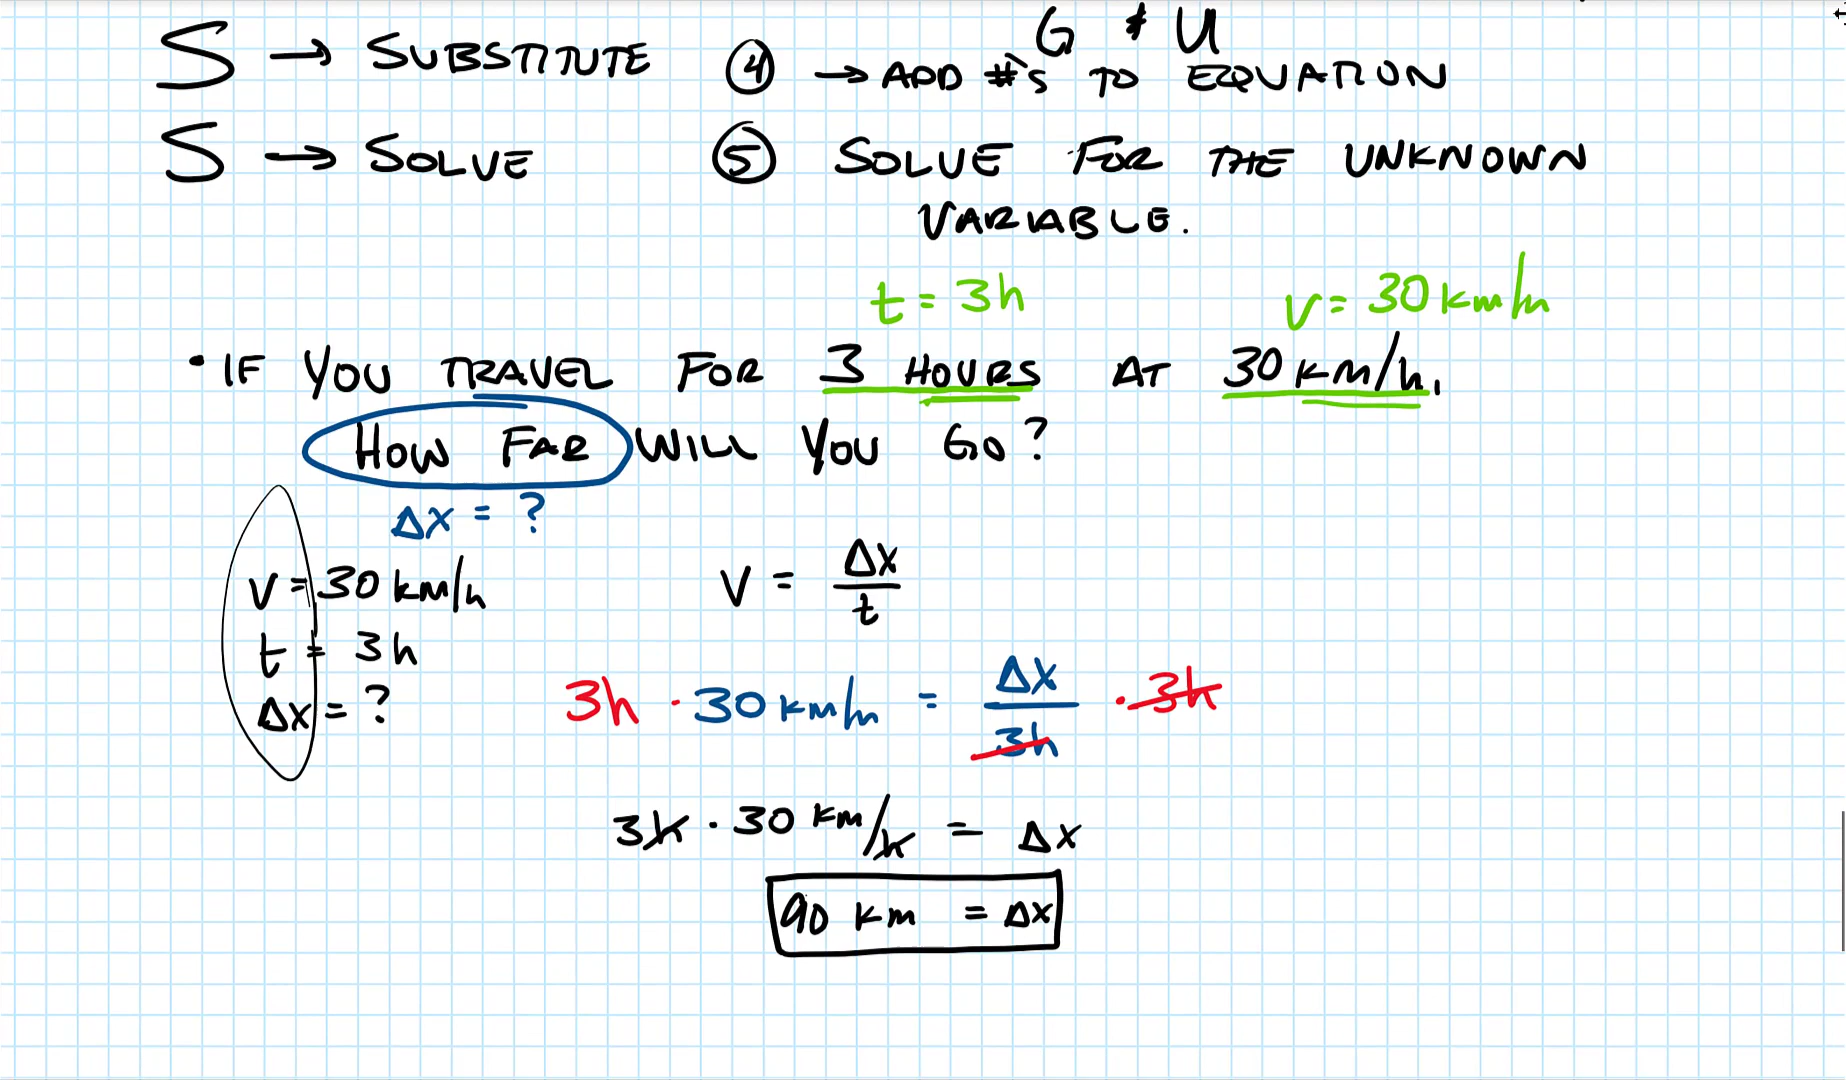 G & U
S → SUBSTITUTE ④ → ADD #'s TO EQUATION
S → SOLVE ⑤ SOLVE FOR THE UNKNOWN
VARIABLE.
t = 3h v = 30 km/h
• IF YOU TRAVEL FOR 3 HOURS AT 30 km/h,
HOW FAR WILL YOU GO?
Δx = ?
v = 30 km/h
t = 3h
Δx = ?
v = Δx/t
3h · 30 km/h = Δx/3h · 3h
3h · 30 km/h = Δx
90 km = Δx